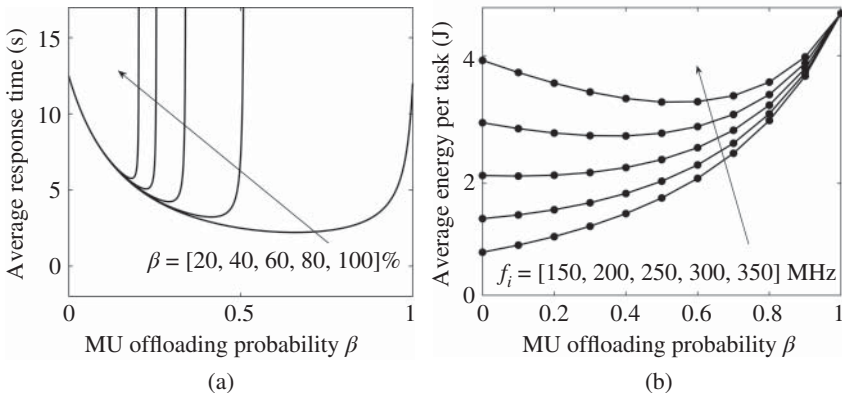 Average response time (s)
15
10
5
0
β = [20, 40, 60, 80, 100]%
0
0.5
1
MU offloading probability β
(a)
Average energy per task (J)
4
2
0
f_i = [150, 200, 250, 300, 350] MHz
0
0.2
0.4
0.6
0.8
1
MU offloading probability β
(b)